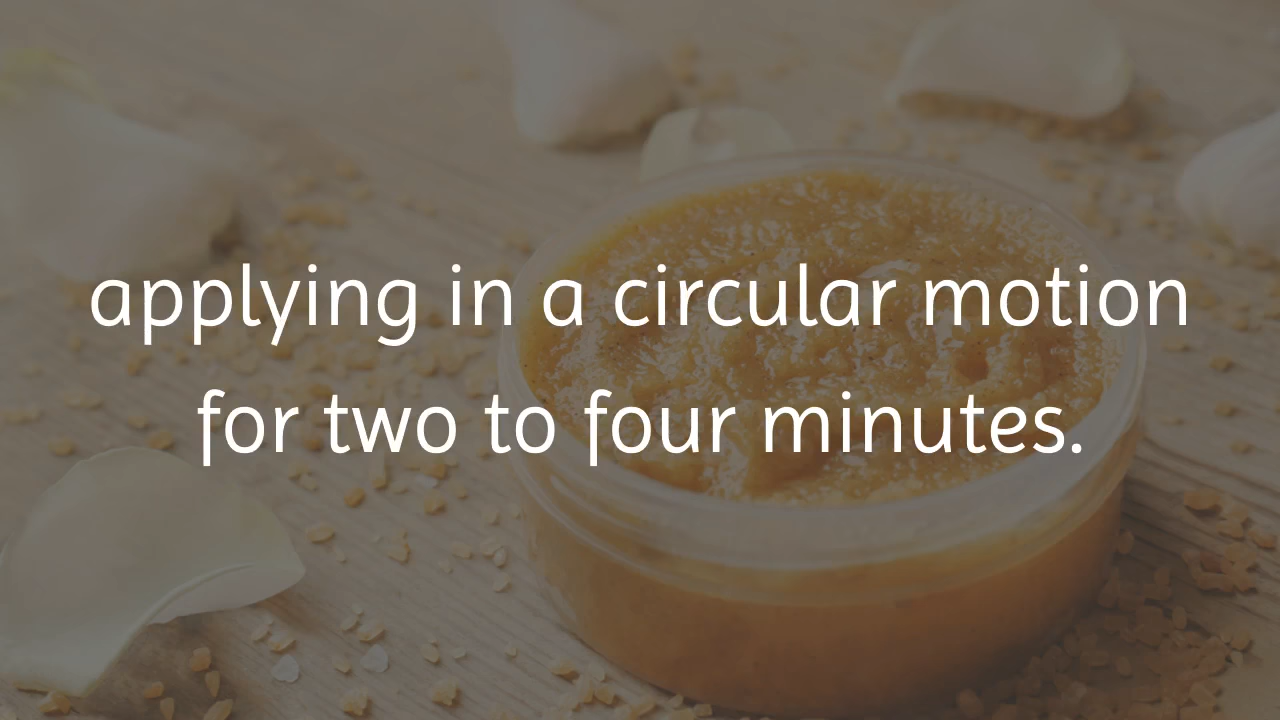 applying in a circular motion
for two to four minutes.